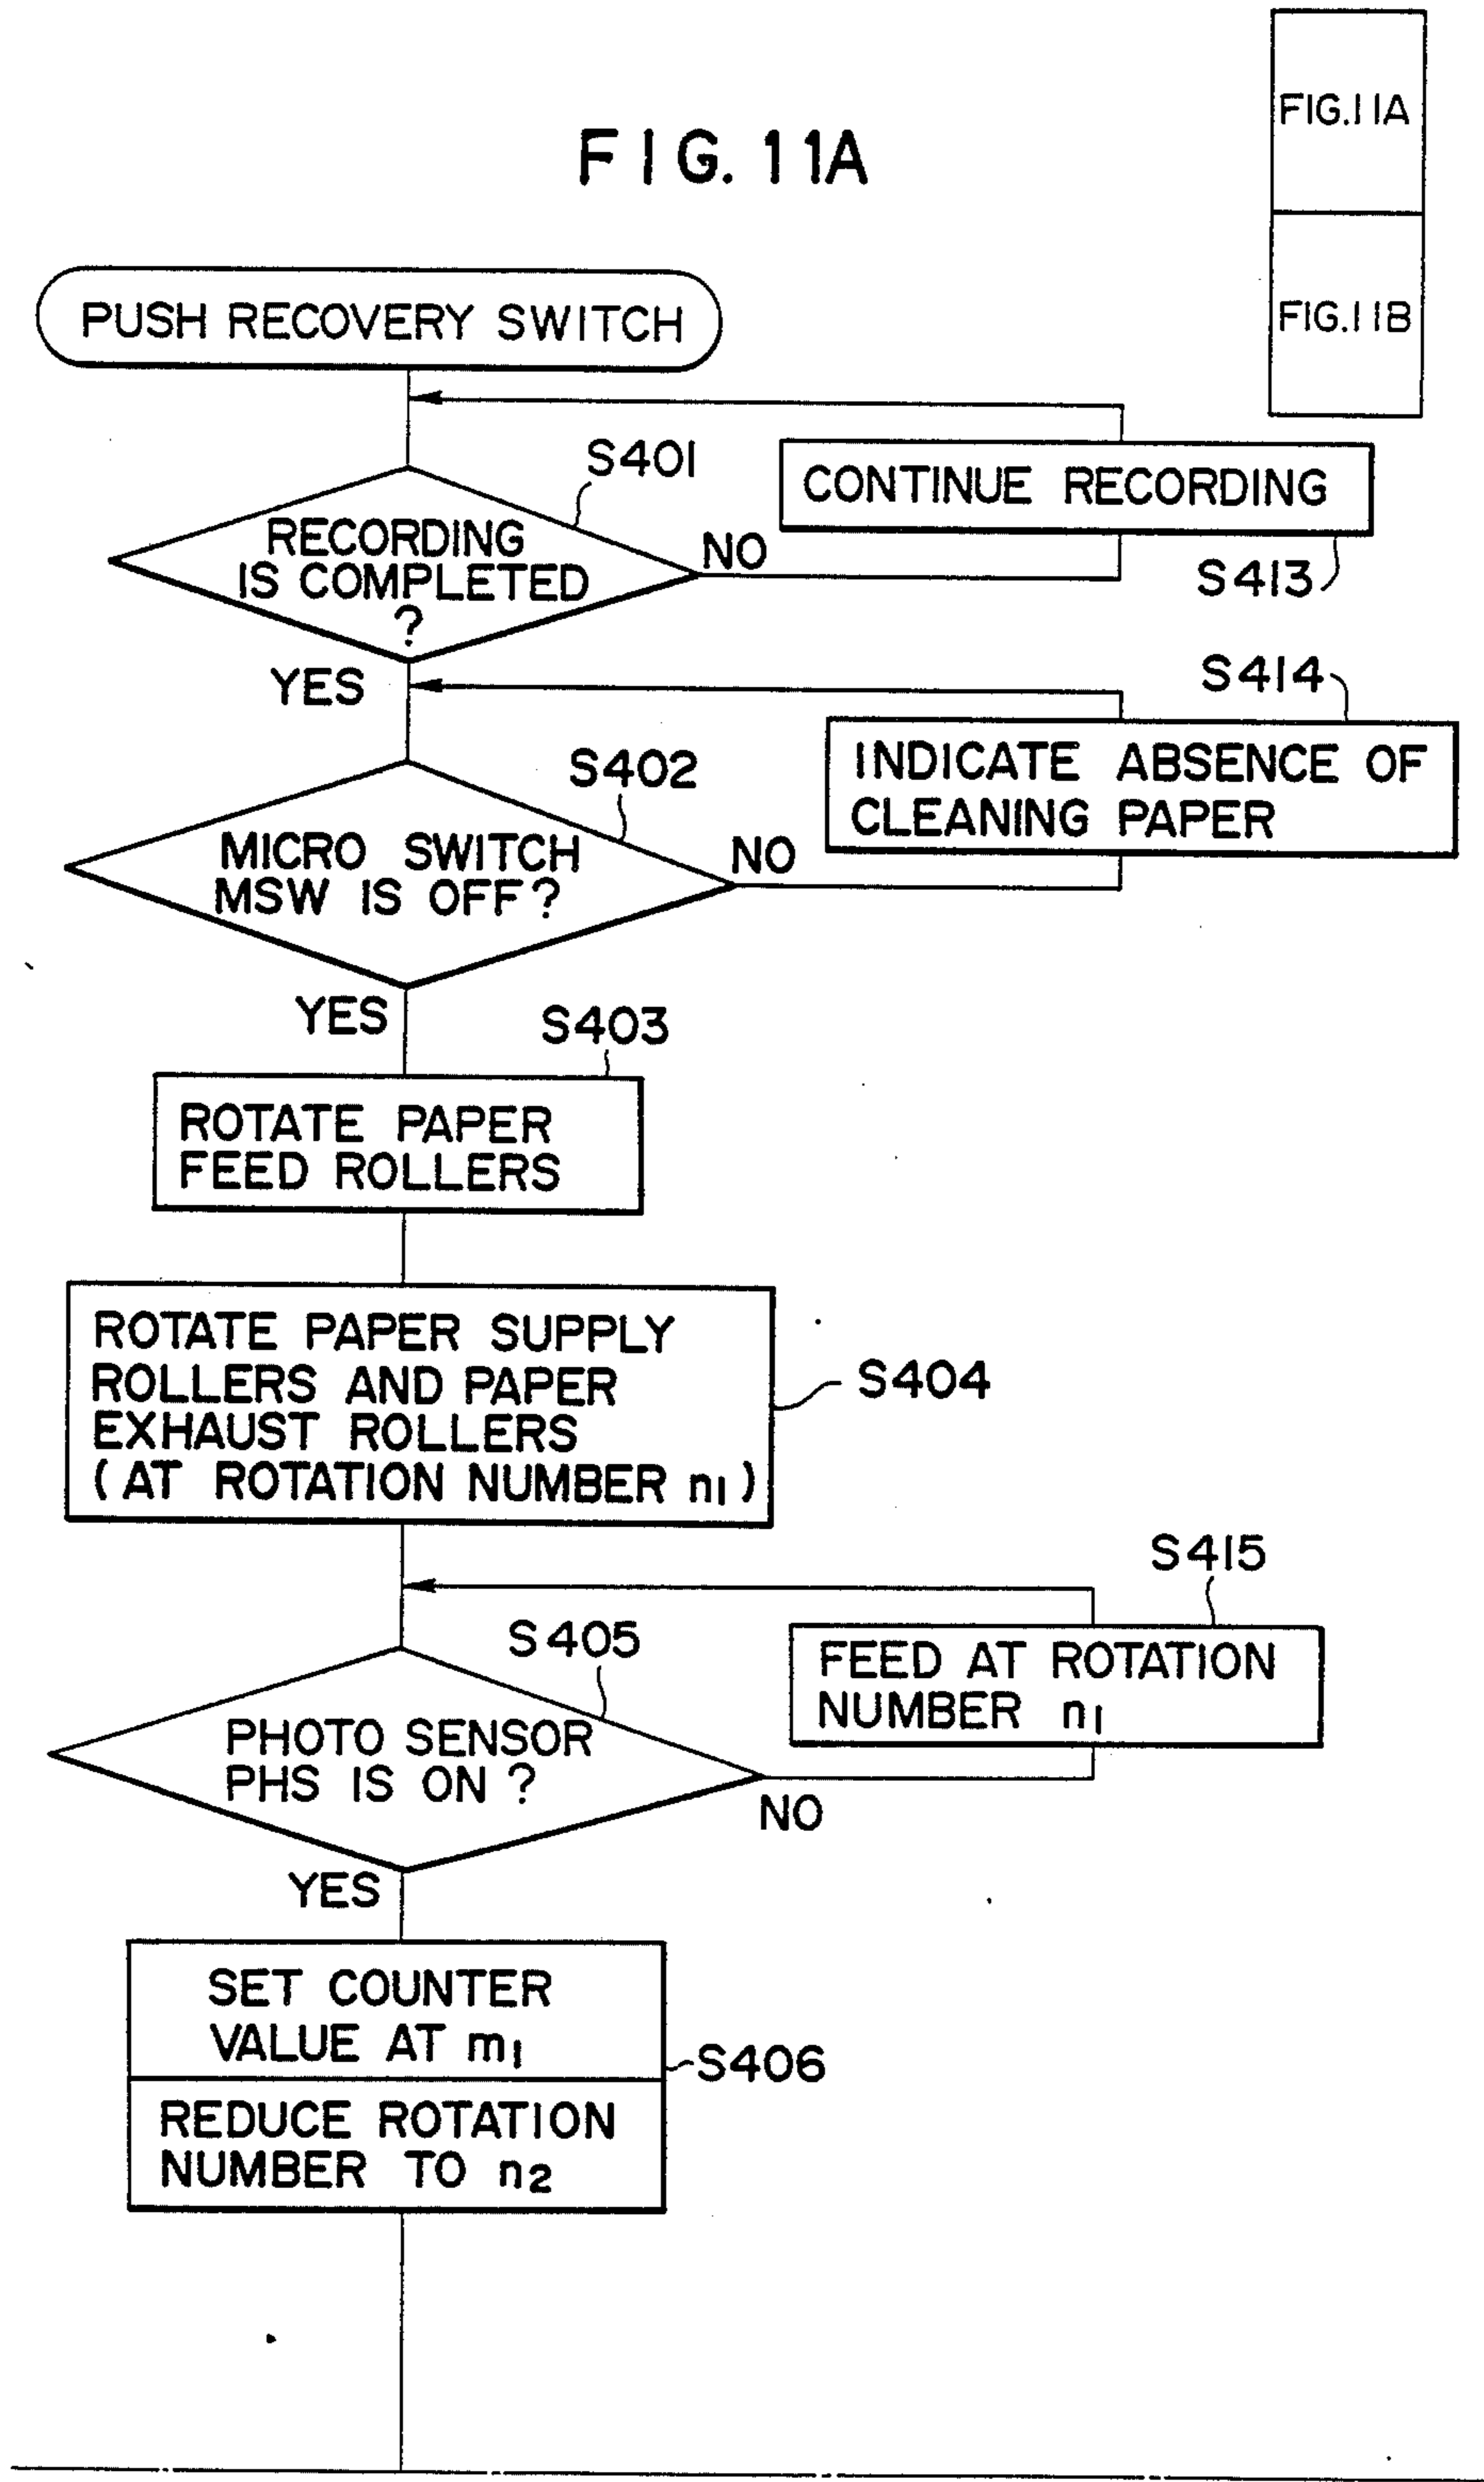 FIG. 11A
FIG.11A
FIG.11B
PUSH RECOVERY SWITCH
S401
CONTINUE RECORDING
RECORDING
IS COMPLETED
?
NO
S413
YES
S414
INDICATE ABSENCE OF
CLEANING PAPER
S402
MICRO SWITCH
MSW IS OFF?
NO
YES
S403
ROTATE PAPER
FEED ROLLERS
ROTATE PAPER SUPPLY
ROLLERS AND PAPER
EXHAUST ROLLERS
(AT ROTATION NUMBER n1)
S404
S415
FEED AT ROTATION
NUMBER n1
S405
PHOTO SENSOR
PHS IS ON ?
NO
YES
SET COUNTER
VALUE AT m1
S406
REDUCE ROTATION
NUMBER TO n2